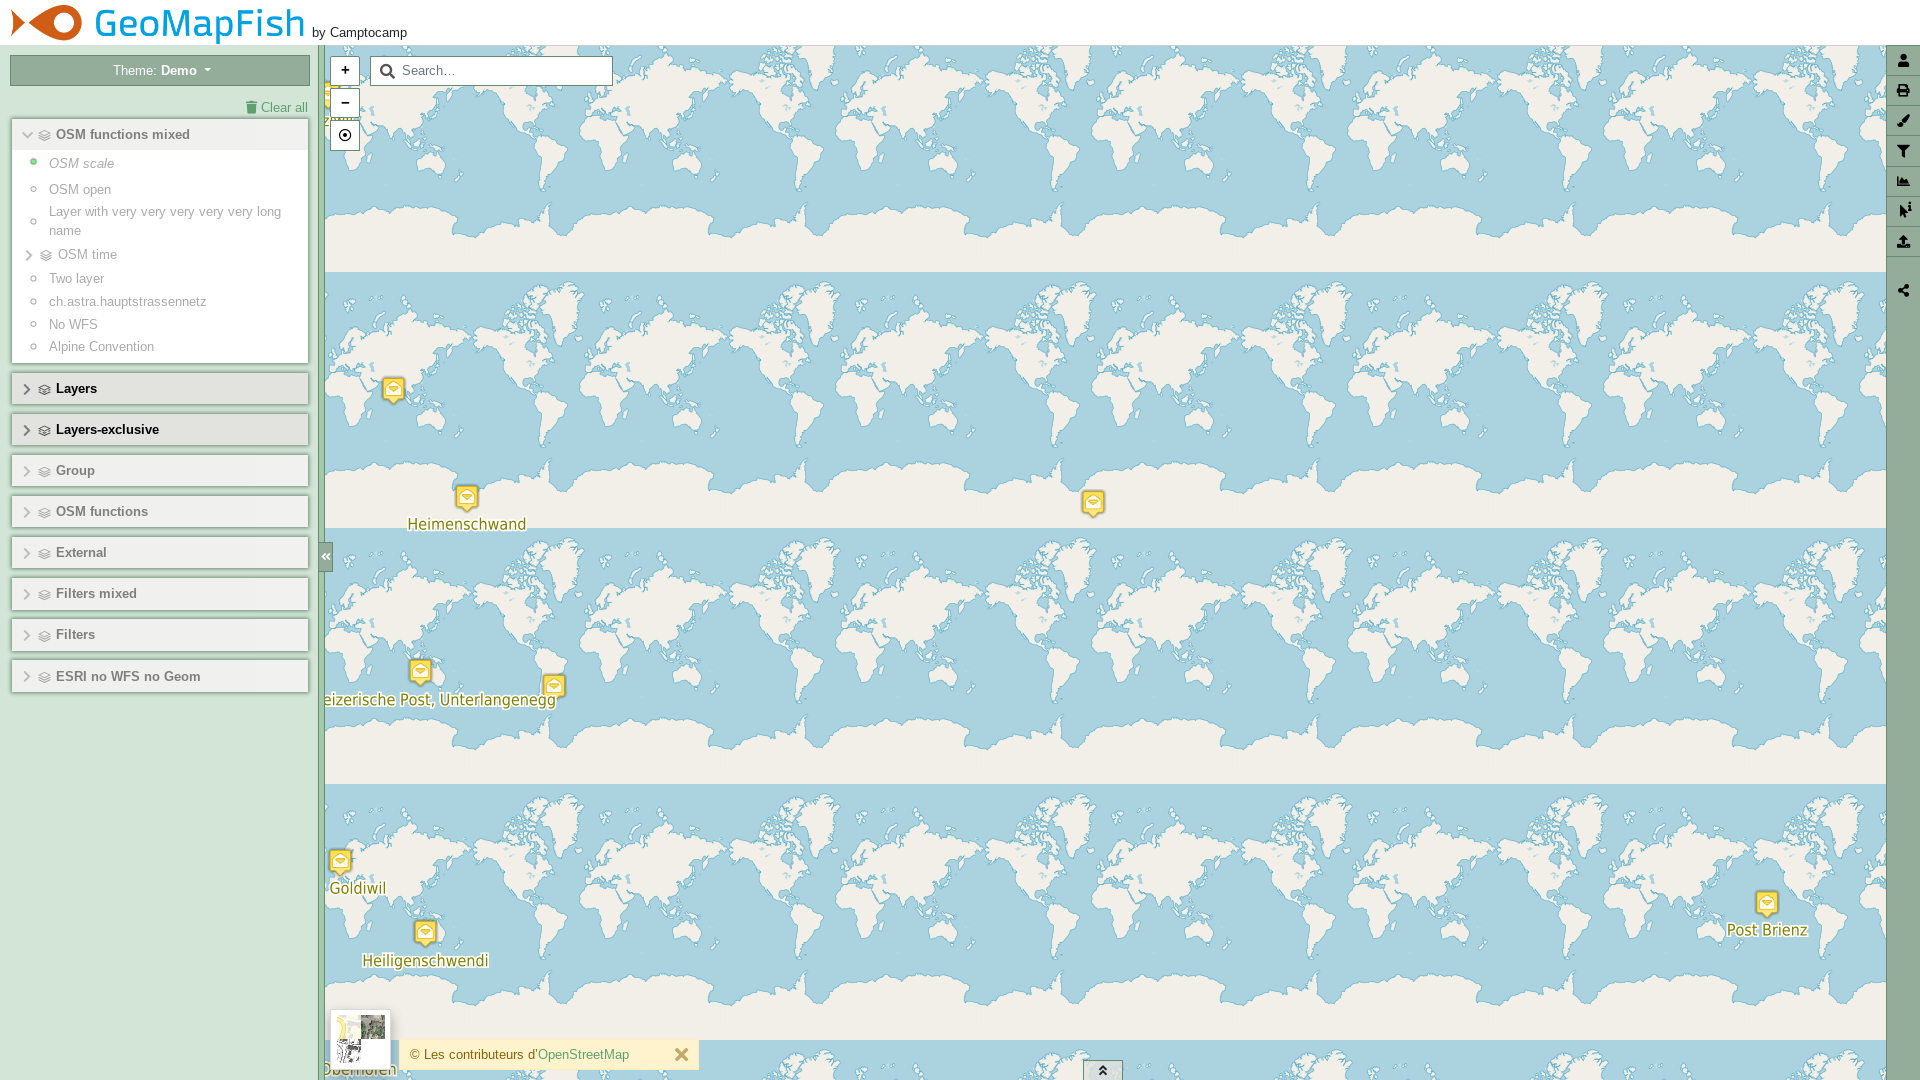 GeoMapFish by Camptocamp
Theme: Demo
Clear all
OSM functions mixed
OSM scale
OSM open
Layer with very very very very very long
name
OSM time
Two layer
ch.astra.hauptstrassennetz
No WFS
Alpine Convention
Layers
Layers-exclusive
Group
OSM functions
External
Filters mixed
Filters
ESRI no WFS no Geom
+
Search…
−
Heimenschwand
eizerische Post, Unterlangenegg
Goldiwil
Heiligenschwendi
Post Brienz
Oberhofen
© Les contributeurs d’OpenStreetMap